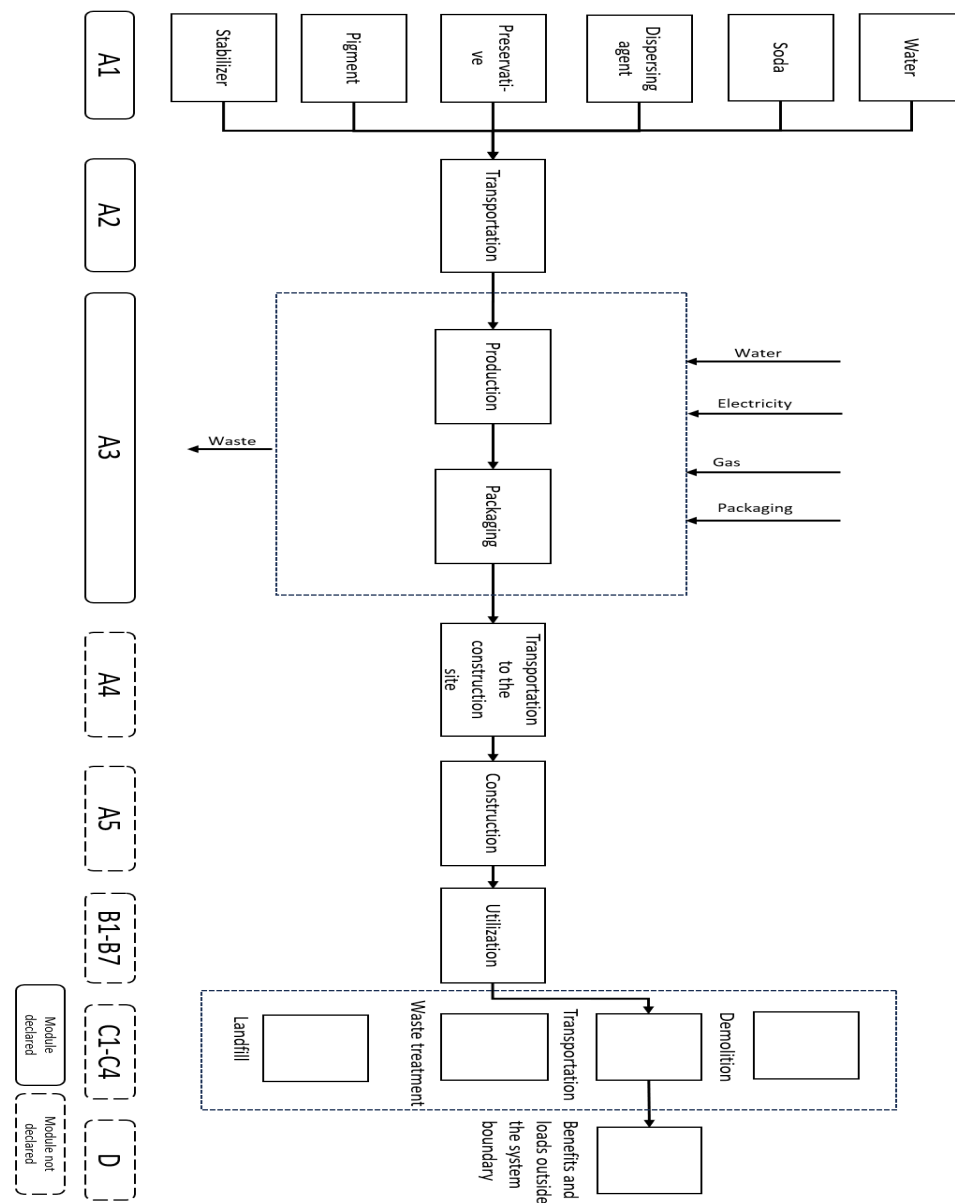 A1
Stabilizer
Pigment
Preservati-
ve
Dispersing
agent
Soda
Water
A2
Transportation
A3
Production
Packaging
Water
Electricity
Gas
Packaging
Waste
A4
Transportation
to the
construction
site
A5
Construction
B1-B7
Utilization
C1-C4
Landfill
Waste treatment
Transportation
Demolition
D
Benefits and
loads outside
the system
boundary
Module
declared
Module not
declared